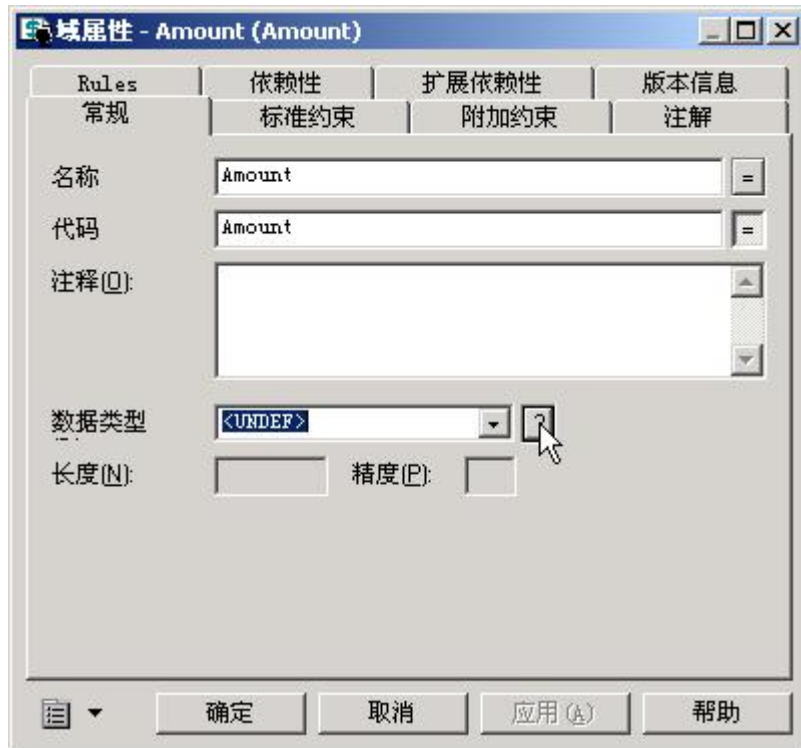 域属性 - Amount (Amount)
Rules 依赖性 扩展依赖性 版本信息
常规 标准约束 附加约束 注解
名称 Amount =
代码 Amount =
注释(O):
数据类型 <UNDEF> ?
长度(N): 精度(P):
确定 取消 应用(A) 帮助